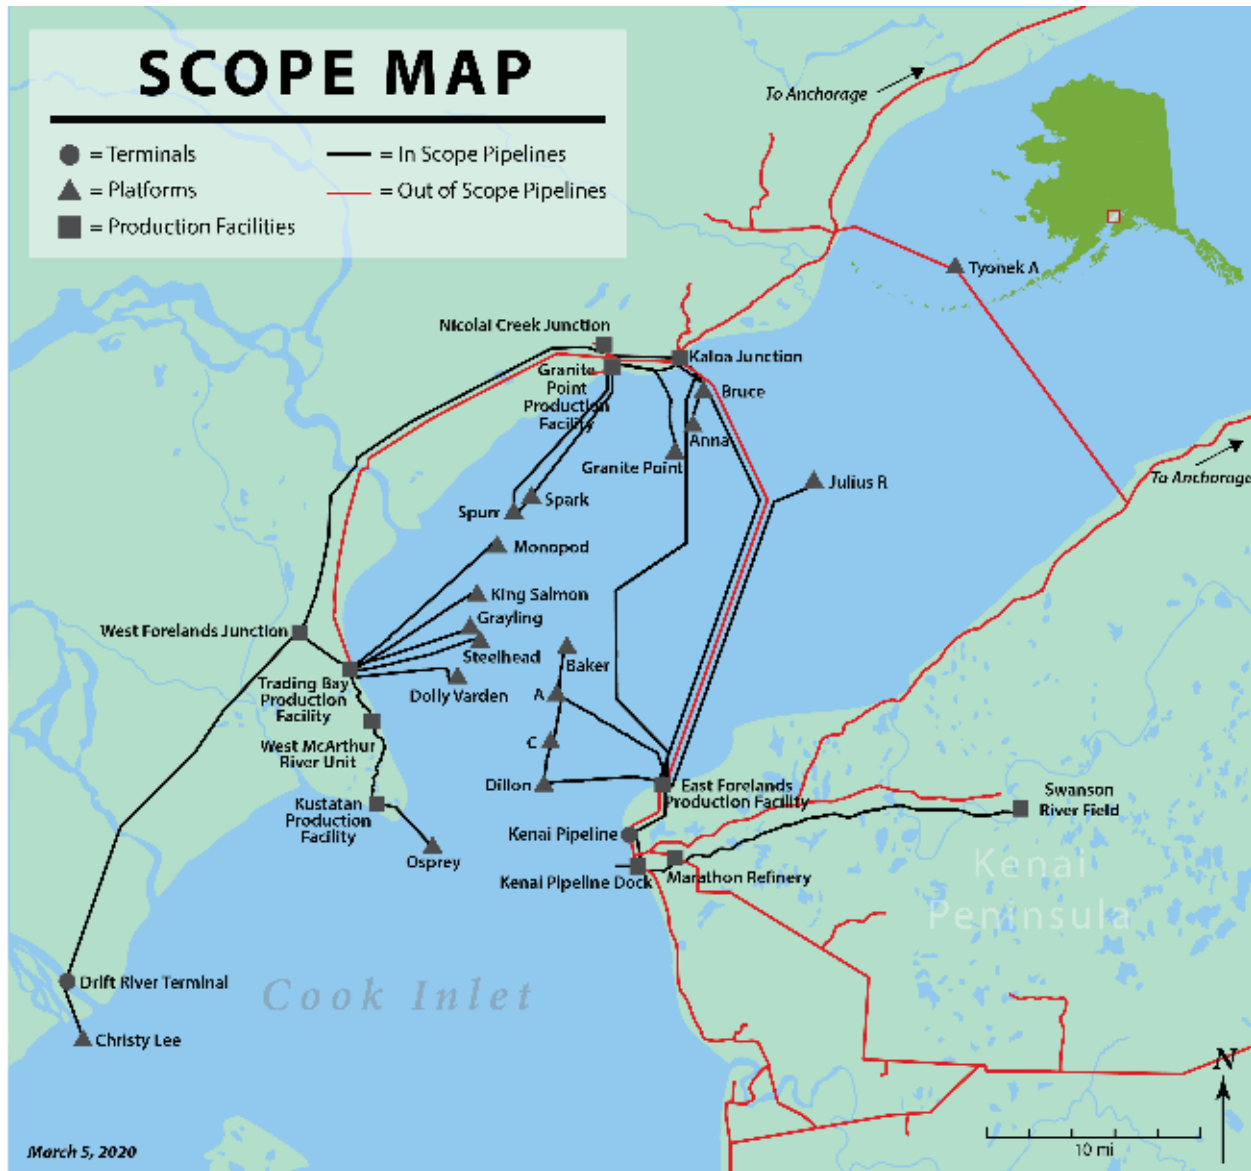 SCOPE MAP
= Terminals
= In Scope Pipelines
= Platforms
= Out of Scope Pipelines
= Production Facilities
To Anchorage
Tyonek A
Nicolai Creek Junction
Kaloa Junction
Granite
Point
Production
Facility
Bruce
Anna
Granite Point
Julius R
To Anchorage
Spark
Spurr
Monopod
King Salmon
Grayling
West Forelands Junction
Steelhead
Baker
Trading Bay
Production
Facility
Dolly Varden
A
C
West McArthur
River Unit
Dillon
East Forelands
Production Facility
Swanson
River Field
Kustatan
Production
Facility
Kenai Pipeline
Osprey
Kenai Pipeline Dock
Marathon Refinery
Kenai
Peninsula
Drift River Terminal
Cook Inlet
Christy Lee
N
March 5, 2020
10 mi